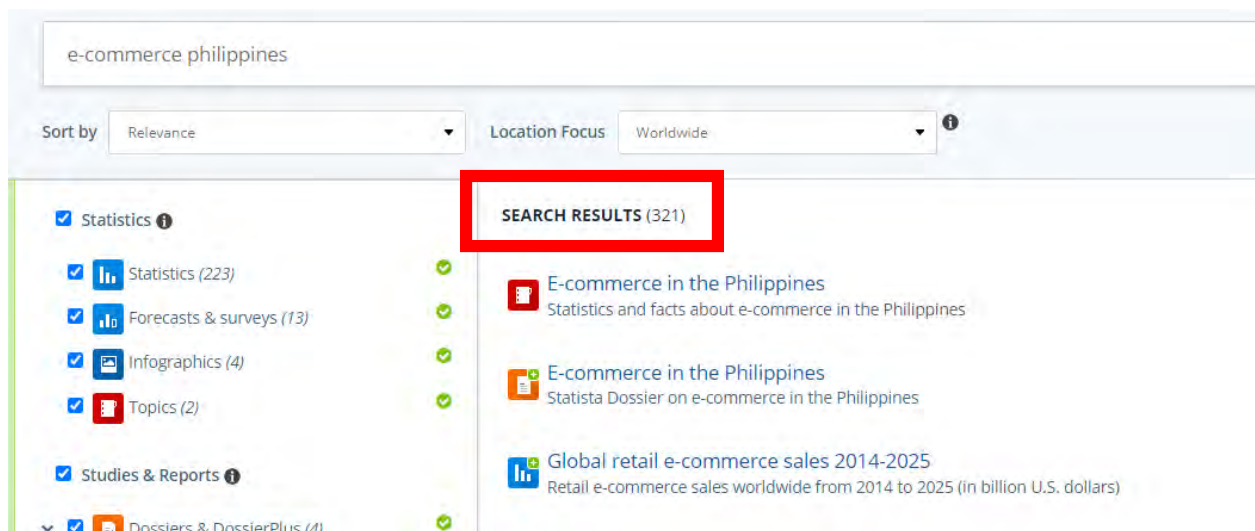 e-commerce philippines
Sort by Relevance Location Focus Worldwide
SEARCH RESULTS (321)
Statistics
Statistics (223)
Forecasts & surveys (13)
Infographics (4)
Topics (2)
Studies & Reports
Dossiers & DossierPlus (4)
E-commerce in the Philippines
Statistics and facts about e-commerce in the Philippines
E-commerce in the Philippines
Statista Dossier on e-commerce in the Philippines
Global retail e-commerce sales 2014-2025
Retail e-commerce sales worldwide from 2014 to 2025 (in billion U.S. dollars)